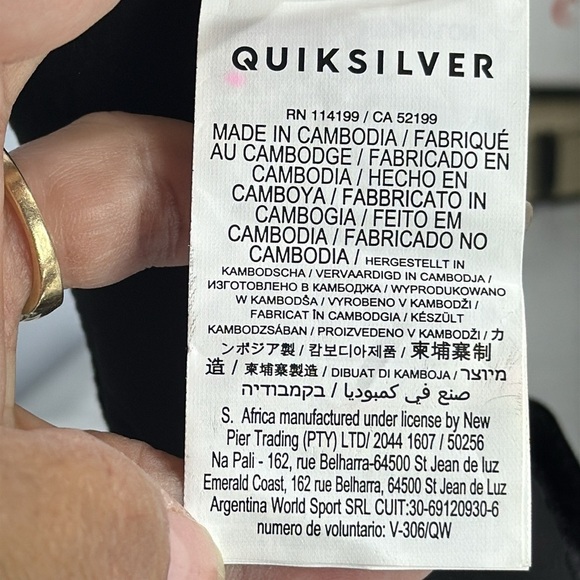 QUIKSILVER
RN 114199 / CA 52199
MADE IN CAMBODIA / FABRIQUÉ
AU CAMBODGE / FABRICADO EN
CAMBODIA / HECHO EN
CAMBOYA / FABBRICATO IN
CAMBOGIA / FEITO EM
CAMBODIA / FABRICADO NO
CAMBODIA / HERGESTELLT IN
KAMBODSCHA / VERVAARDIGD IN CAMBODJA /
ИЗГОТОВЛЕНО В КАМБОДЖА / WYPRODUKOWANO
W KAMBODŠA / VYROBENO V KAMBODŽI /
FABRICAT ÎN CAMBODGIA / KÉSZÜLT
KAMBODZSÁBAN / PROIZVEDENO V KAMBODŽI / カ
ンボジア製 / 캄보디아제품 / 柬埔寨制
造 / 柬埔寨製造 / DIBUAT DI KAMBOJA / מיוצר
בקמבודיה / صنع في كمبوديا
S. Africa manufactured under license by New
Pier Trading (PTY) LTD/ 2044 1607 / 50256
Na Pali - 162, rue Belharra-64500 St Jean de luz
Emerald Coast, 162 rue Belharra, 64500 St Jean de Luz
Argentina World Sport SRL CUIT:30-69120930-6
numero de voluntario: V-306/QW